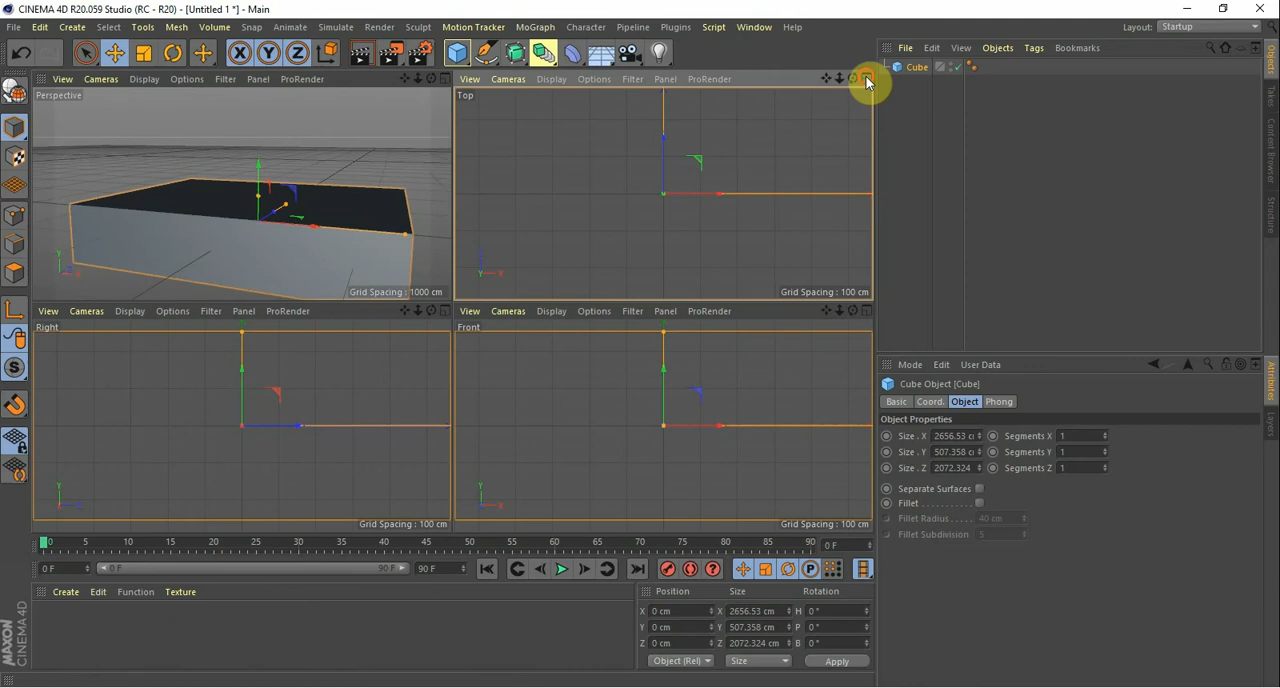 CINEMA 4D R20.059 Studio (RC - R20) - [Untitled 1 *] - Main
File Edit Create Select Tools Mesh Volume Snap Animate Simulate Render Motion Tracker MoGraph Character Pipeline Plugins Script Window Help
Layout: Startup
File Edit View Objects Tags Bookmarks
Cube
View Cameras Display Options Filter Panel ProRender
Perspective
Y
X
Grid Spacing : 1000 cm
View Cameras Display Options Filter Panel ProRender
Top
Y X
Grid Spacing : 100 cm
View Cameras Display Options Filter Panel ProRender
Right
Y
Grid Spacing : 100 cm
View Cameras Display Options Filter Panel ProRender
Front
Y
X
Grid Spacing : 100 cm
Objects
Takes
Content Browser
Structure
Mode Edit User Data
Cube Object [Cube]
Basic Coord. Object Phong
Object Properties
Size . X 2656.53 c Segments X 1
Size . Y 507.358 c Segments Y 1
Size . Z 2072.324 Segments Z 1
Separate Surfaces
Fillet
Fillet Radius 40 cm
Fillet Subdivision 5
Attributes
Layers
0 5 10 15 20 25 30 35 40 45 50 55 60 65 70 75 80 85 90 0 F
0 F 0 F 90 F 90 F
Create Edit Function Texture
Position Size Rotation
X 0 cm X 2656.53 cm H 0 °
Y 0 cm Y 507.358 cm P 0 °
Z 0 cm Z 2072.324 cm B 0 °
Object (Rel) Size Apply
MAXON CINEMA 4D